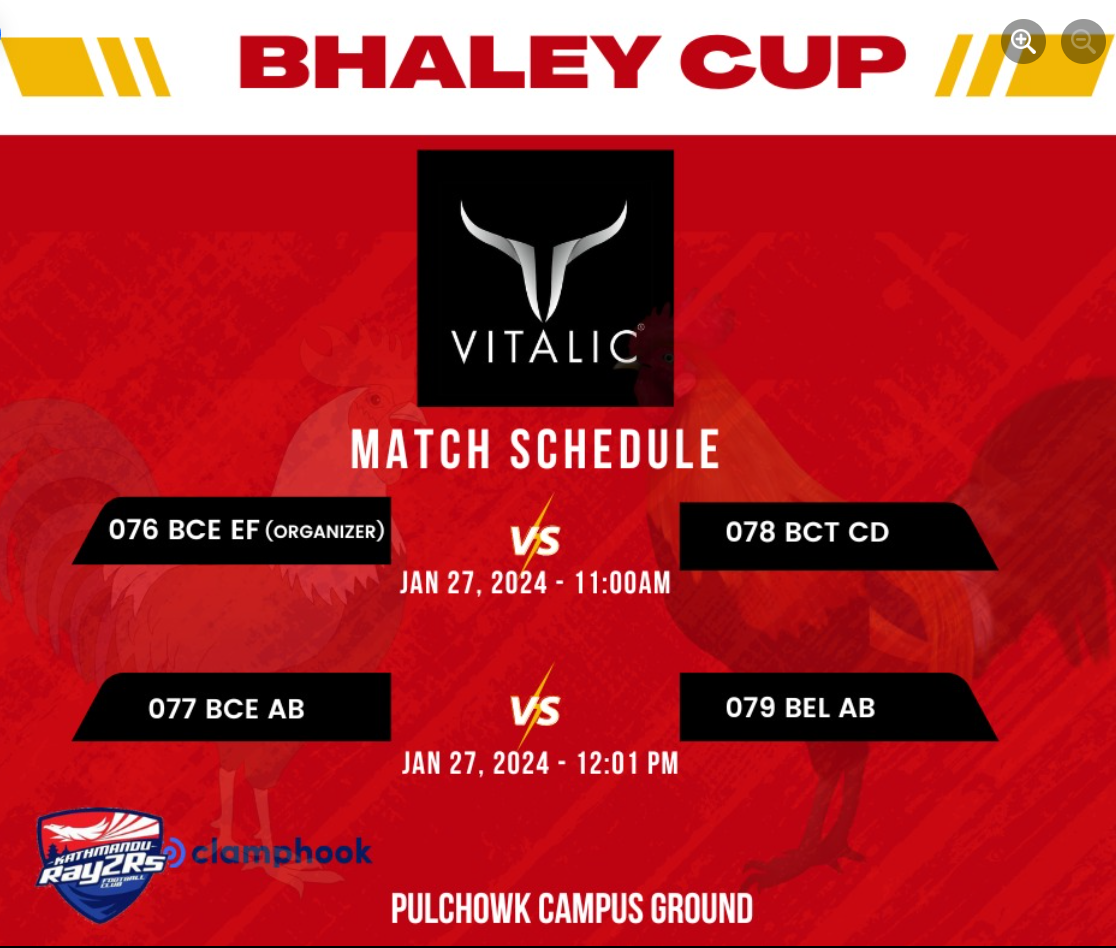 BHALEY CUP
VITALIC®
MATCH SCHEDULE
076 BCE EF (ORGANIZER)
VS
078 BCT CD
JAN 27, 2024 - 11:00AM
077 BCE AB
VS
079 BEL AB
JAN 27, 2024 - 12:01 PM
KATHMANDU
RayZRs
FOOTBALL
CLUB
clamphook
PULCHOWK CAMPUS GROUND